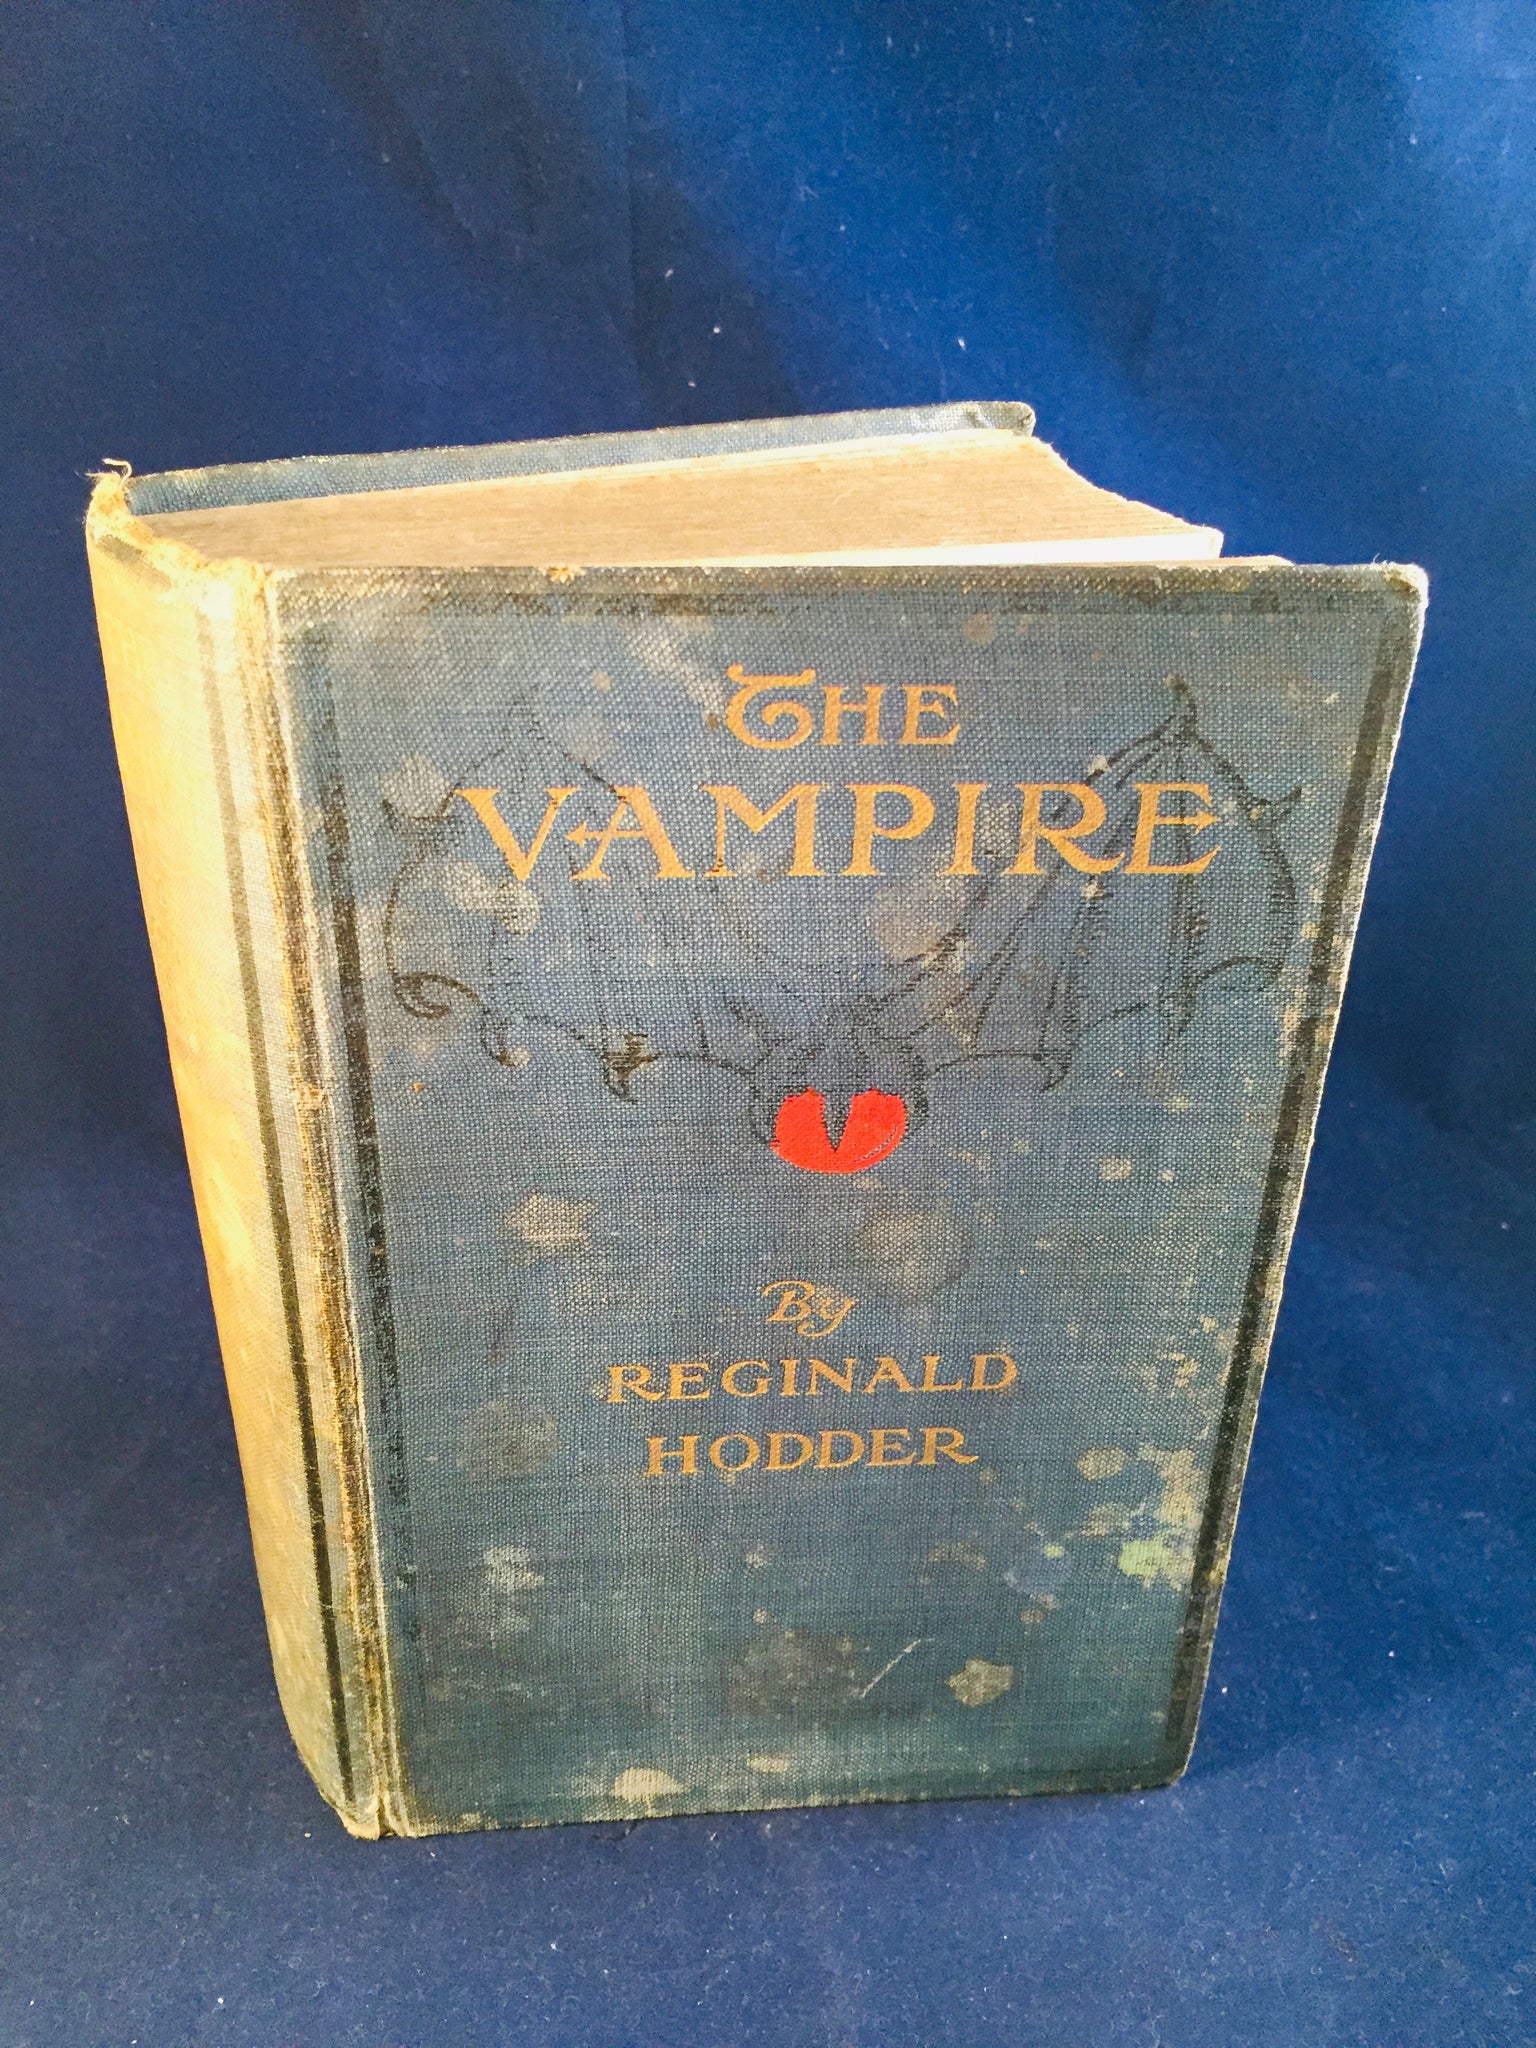 THE
VAMPIRE
By
REGINALD
HODDER